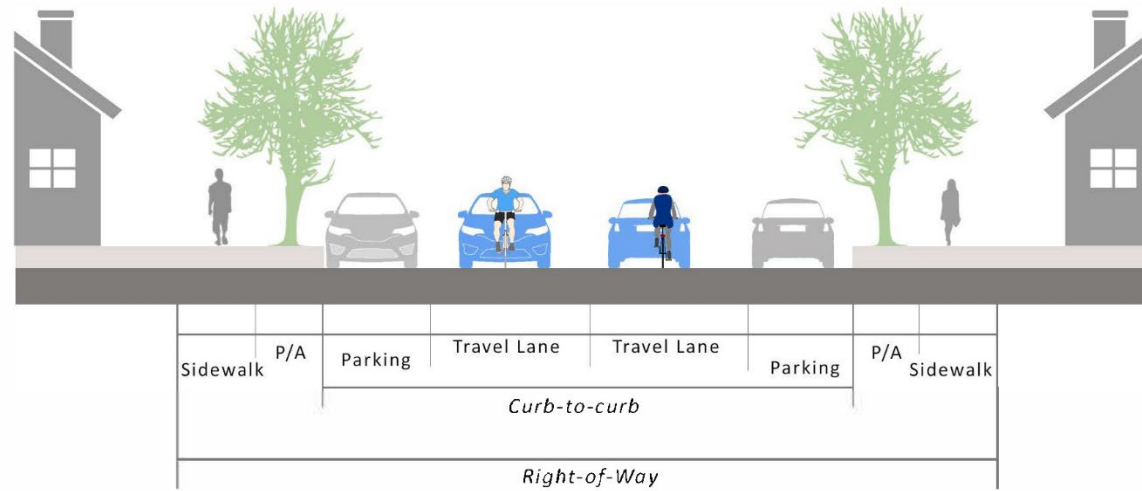 Sidewalk
P/A
Parking
Travel Lane
Travel Lane
Parking
P/A
Sidewalk
Curb-to-curb
Right-of-Way